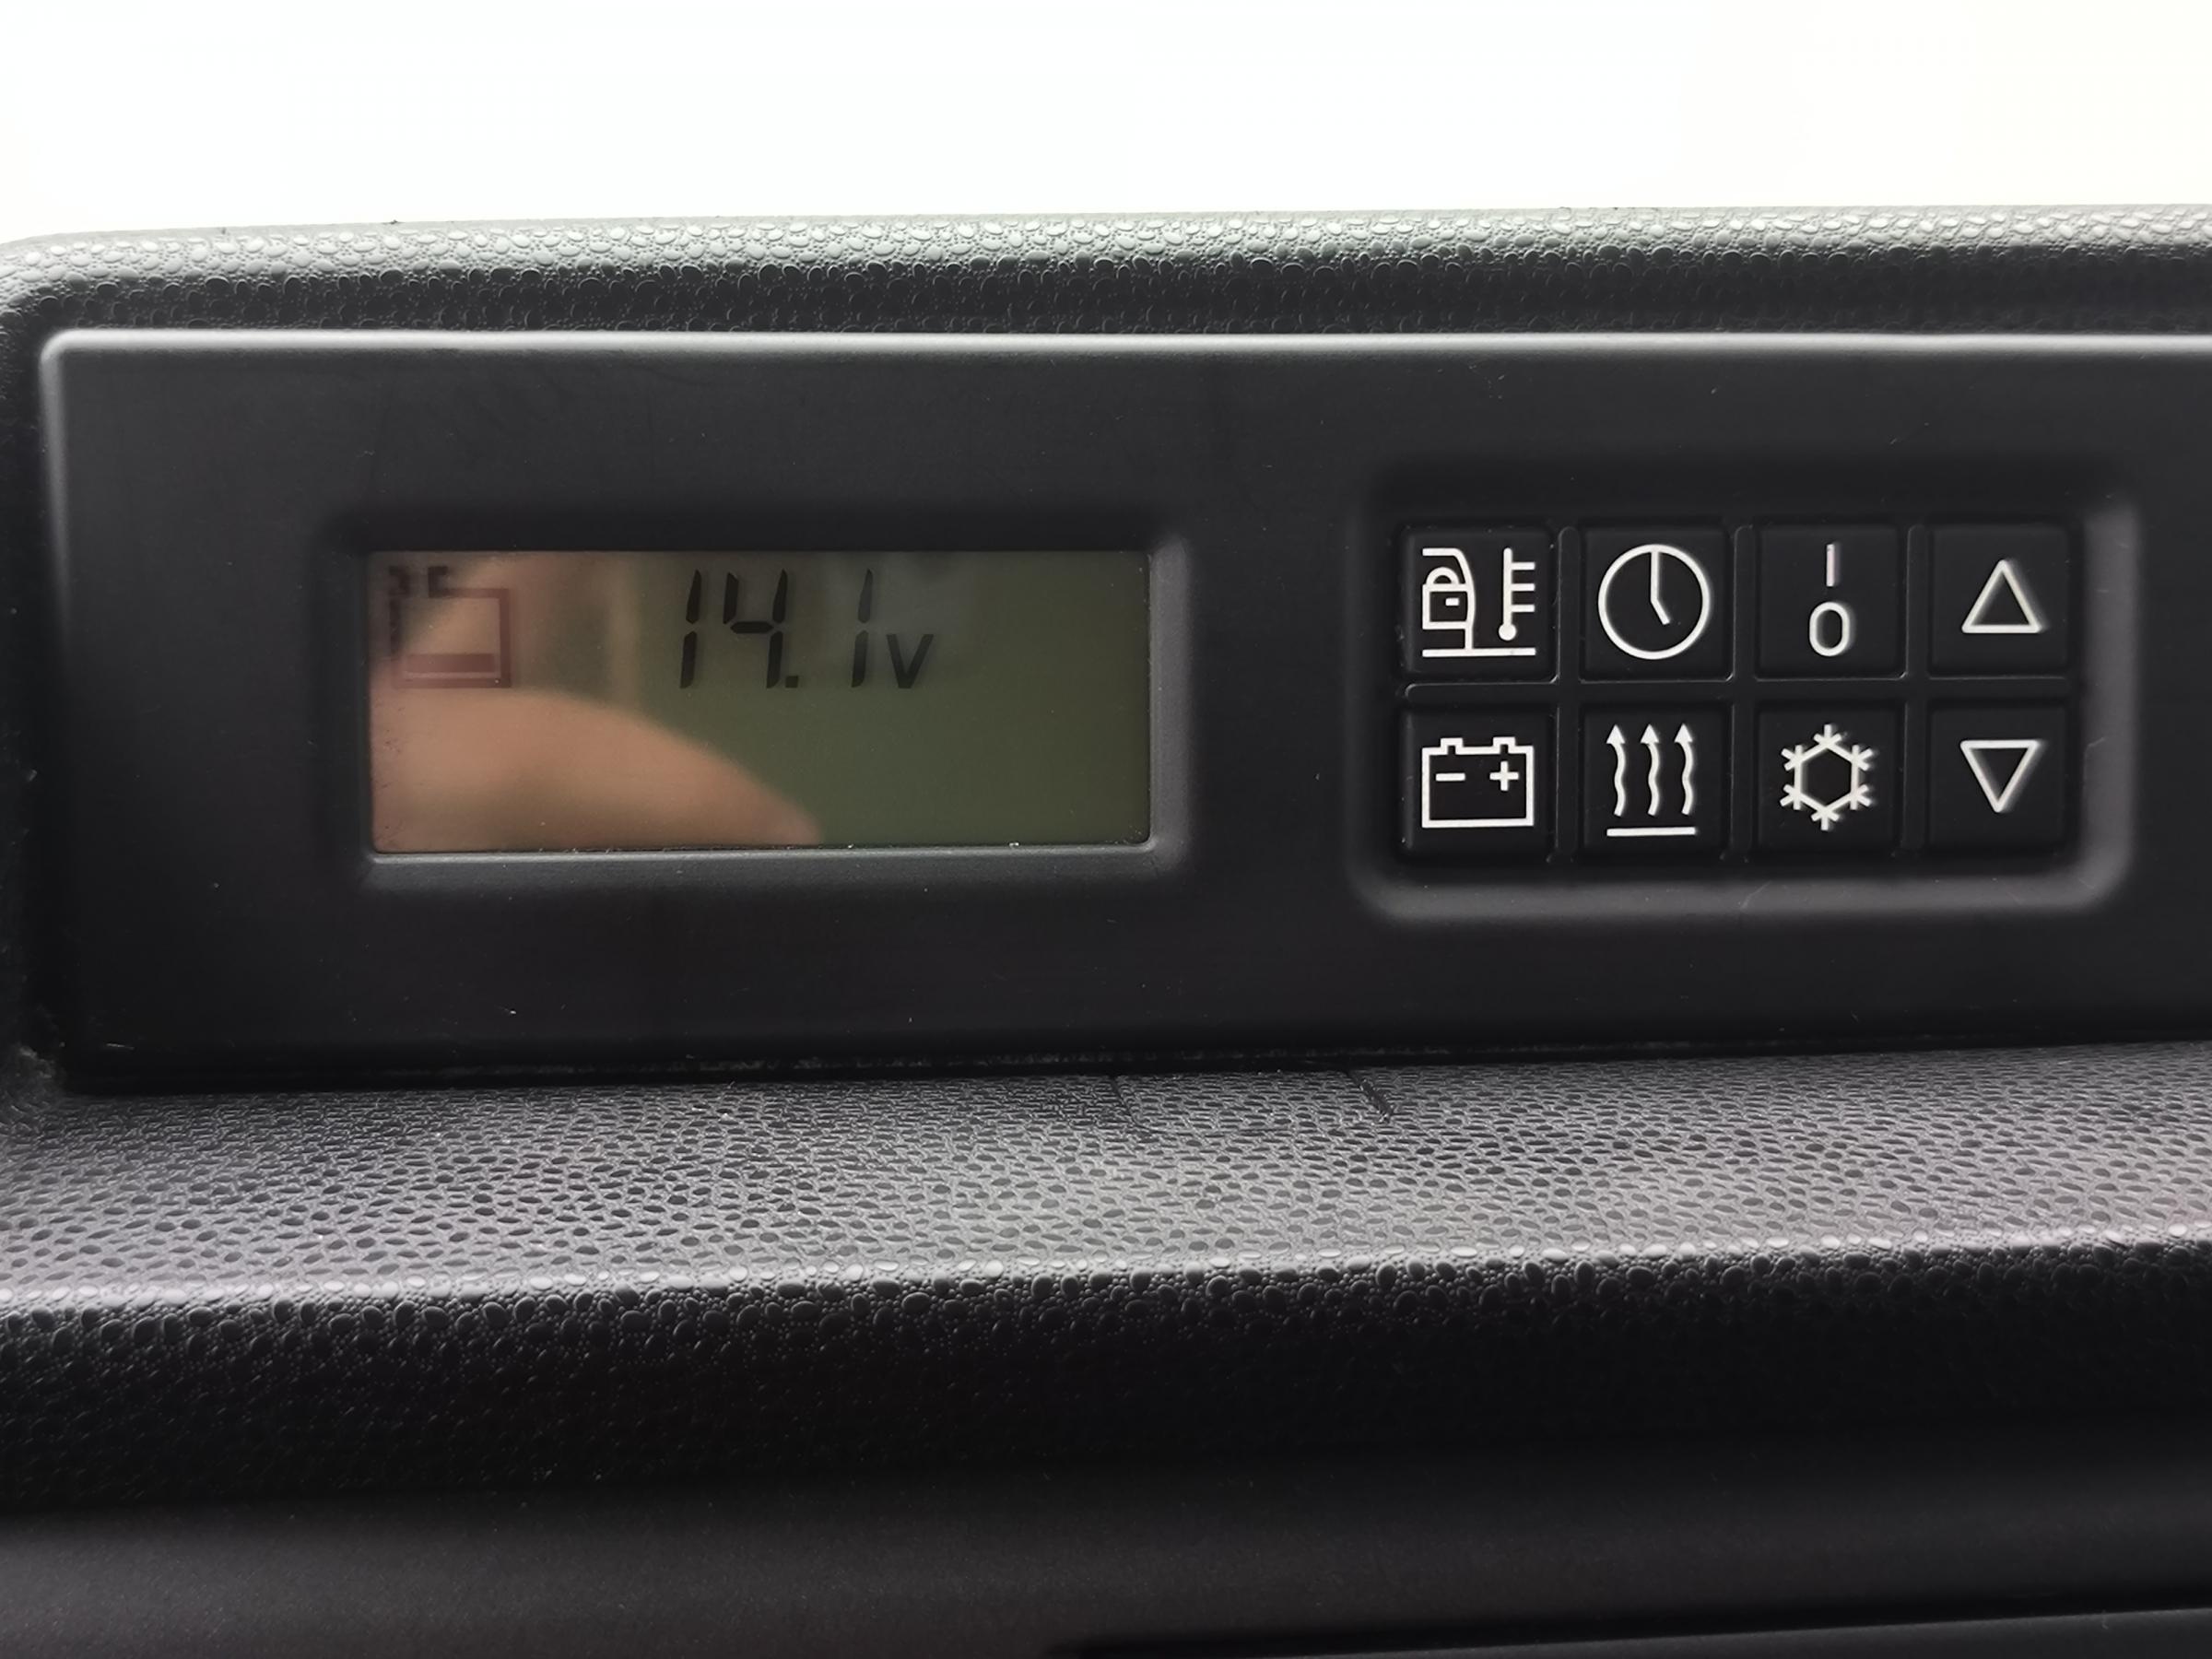 14.1v
I
O
- +